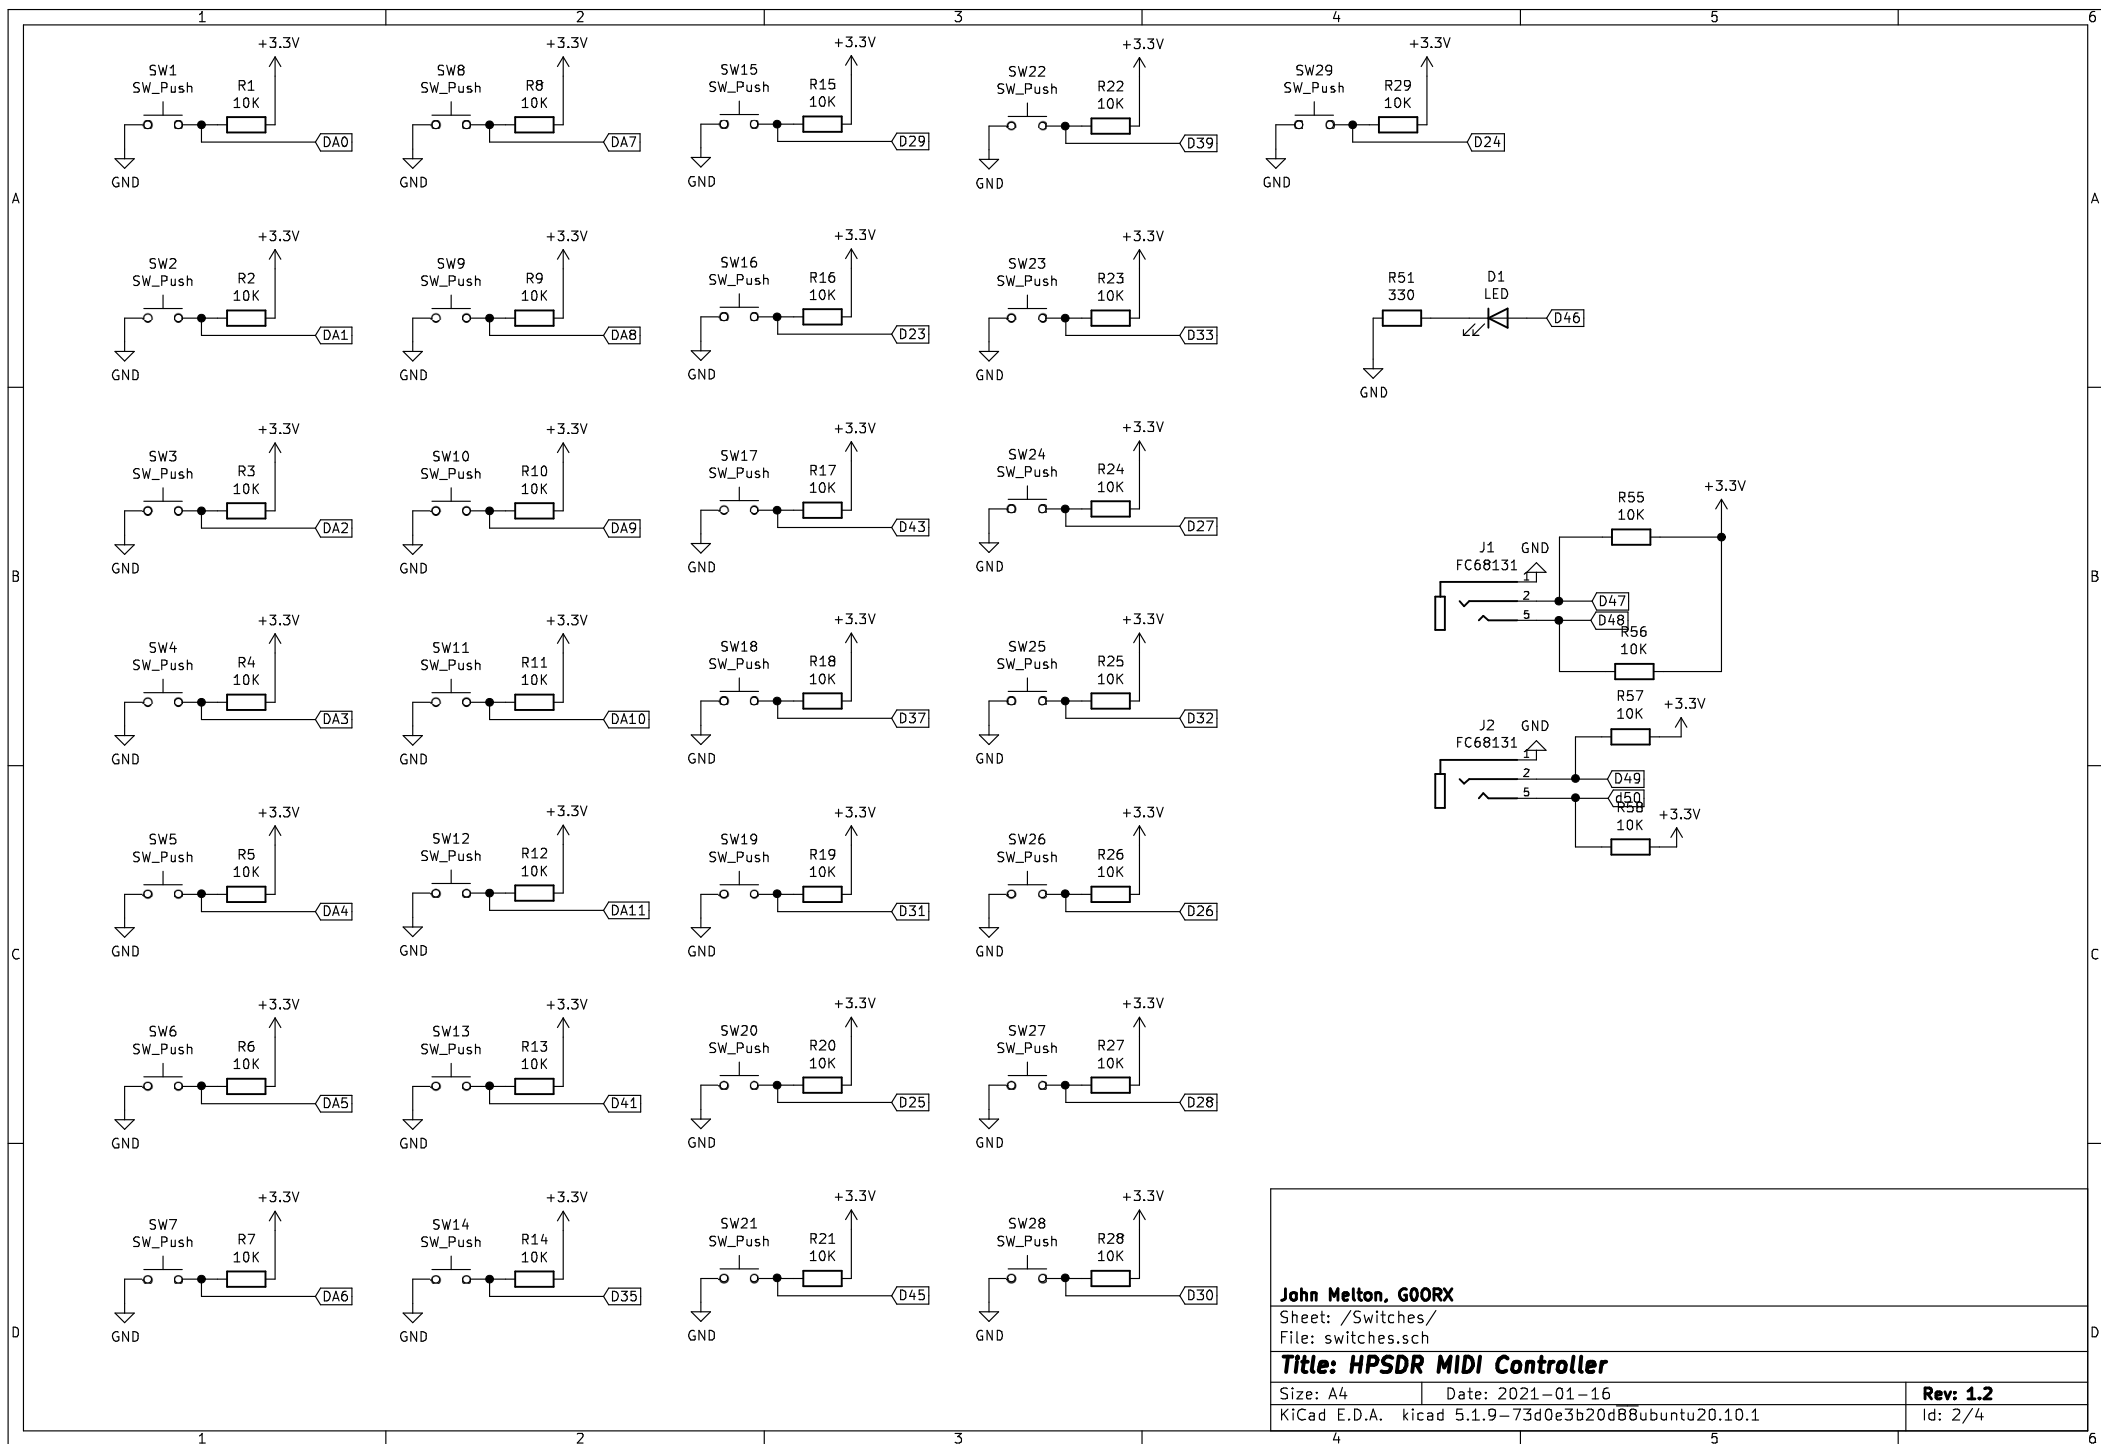 1 2 3 4 5 6
+3.3V +3.3V +3.3V +3.3V +3.3V
SW1 SW8 SW15 SW22 SW29
SW_Push R1 SW_Push R8 SW_Push R15 SW_Push R22 SW_Push R29
10K 10K 10K 10K 10K
DA0 DA7 D29 D39 D24
GND GND GND GND GND
A A
+3.3V +3.3V +3.3V +3.3V
SW2 SW9 SW16 SW23
SW_Push R2 SW_Push R9 SW_Push R16 SW_Push R23 R51 D1
10K 10K 10K 10K 330 LED
DA1 DA8 D23 D33 D46
GND GND GND GND GND
+3.3V +3.3V +3.3V +3.3V
SW3 SW10 SW17 SW24
SW_Push R3 SW_Push R10 SW_Push R17 SW_Push R24
10K 10K 10K 10K
DA2 DA9 D43 D27
GND GND GND GND
+3.3V
R55
10K
J1 GND
FC68131
1
B B
2 D47
5 D48
R56
10K
+3.3V +3.3V +3.3V +3.3V
SW4 SW11 SW18 SW25
SW_Push R4 SW_Push R11 SW_Push R18 SW_Push R25
10K 10K 10K 10K
DA3 DA10 D37 D32
GND GND GND GND
R57 +3.3V
10K
J2 GND
FC68131
1
2 D49
5 d50
R58 +3.3V
10K
+3.3V +3.3V +3.3V +3.3V
SW5 SW12 SW19 SW26
SW_Push R5 SW_Push R12 SW_Push R19 SW_Push R26
10K 10K 10K 10K
DA4 DA11 D31 D26
GND GND GND GND
C C
+3.3V +3.3V +3.3V +3.3V
SW6 SW13 SW20 SW27
SW_Push R6 SW_Push R13 SW_Push R20 SW_Push R27
10K 10K 10K 10K
DA5 D41 D25 D28
GND GND GND GND
+3.3V +3.3V +3.3V +3.3V
SW7 SW14 SW21 SW28
SW_Push R7 SW_Push R14 SW_Push R21 SW_Push R28
10K 10K 10K 10K
DA6 D35 D45 D30
GND GND GND GND
D D
John Melton, G0ORX
Sheet: /Switches/
File: switches.sch
Title: HPSDR MIDI Controller
Size: A4 Date: 2021-01-16 Rev: 1.2
KiCad E.D.A. kicad 5.1.9-73d0e3b20d88ubuntu20.10.1 Id: 2/4
1 2 3 4 5 6